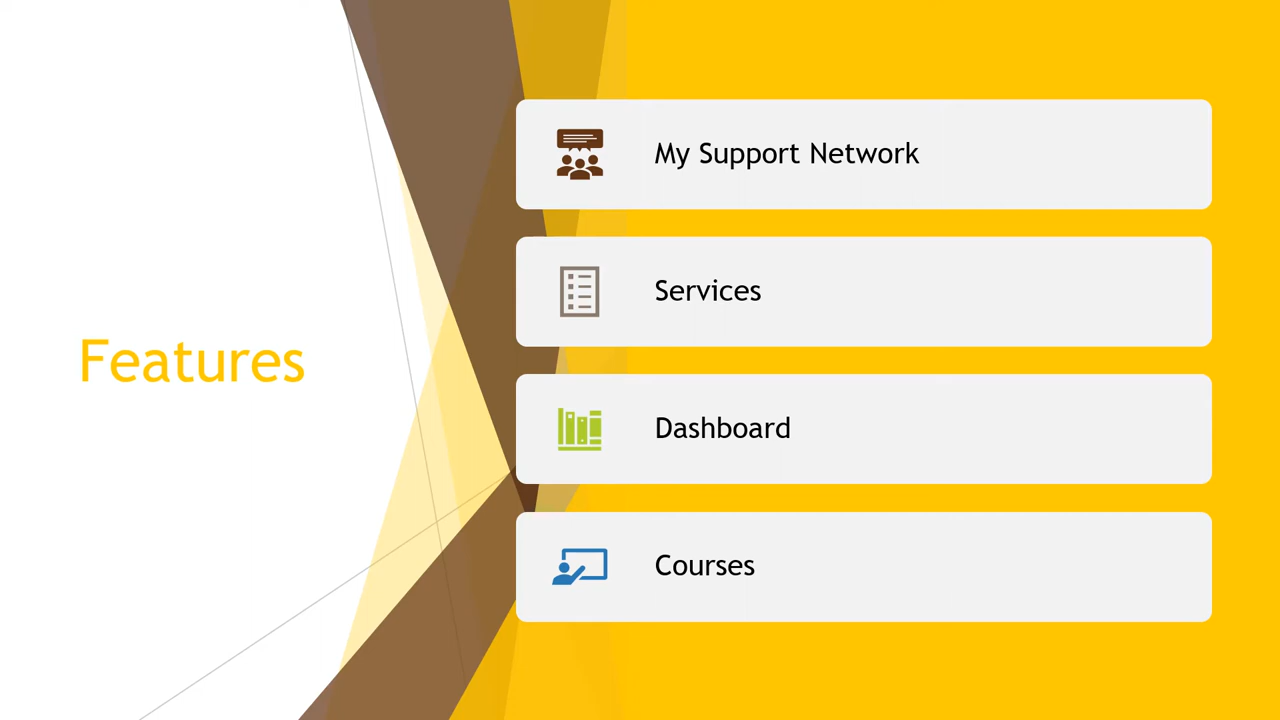 Features
My Support Network
Services
Dashboard
Courses